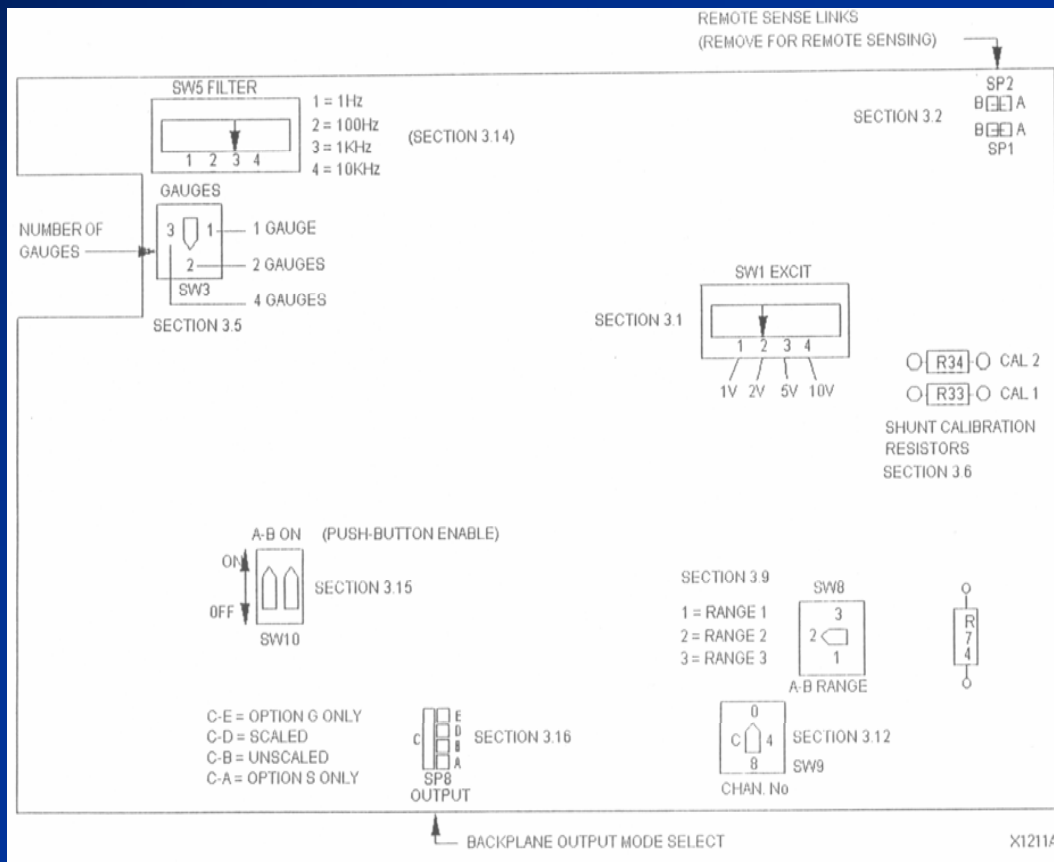 REMOTE SENSE LINKS
(REMOVE FOR REMOTE SENSING)
SW5 FILTER
1 2 3 4
1 = 1Hz
2 = 100Hz
3 = 1KHz
4 = 10KHz
(SECTION 3.14)
SP2
B A
SECTION 3.2
B A
SP1
GAUGES
NUMBER OF
GAUGES
3 1
2
SW3
1 GAUGE
2 GAUGES
4 GAUGES
SECTION 3.5
SW1 EXCIT
SECTION 3.1
1 2 3 4
1V 2V 5V 10V
R34 CAL 2
R33 CAL 1
SHUNT CALIBRATION
RESISTORS
SECTION 3.6
A-B ON (PUSH-BUTTON ENABLE)
ON
OFF
SECTION 3.15
SW10
SECTION 3.9
1 = RANGE 1
2 = RANGE 2
3 = RANGE 3
SW8
3
2
1
A-B RANGE
R74
C-E = OPTION G ONLY
C-D = SCALED
C-B = UNSCALED
C-A = OPTION S ONLY
C
E
D
B
A
SECTION 3.16
SP8
OUTPUT
0
C 4
8
SECTION 3.12
SW9
CHAN. No
BACKPLANE OUTPUT MODE SELECT
X1211A